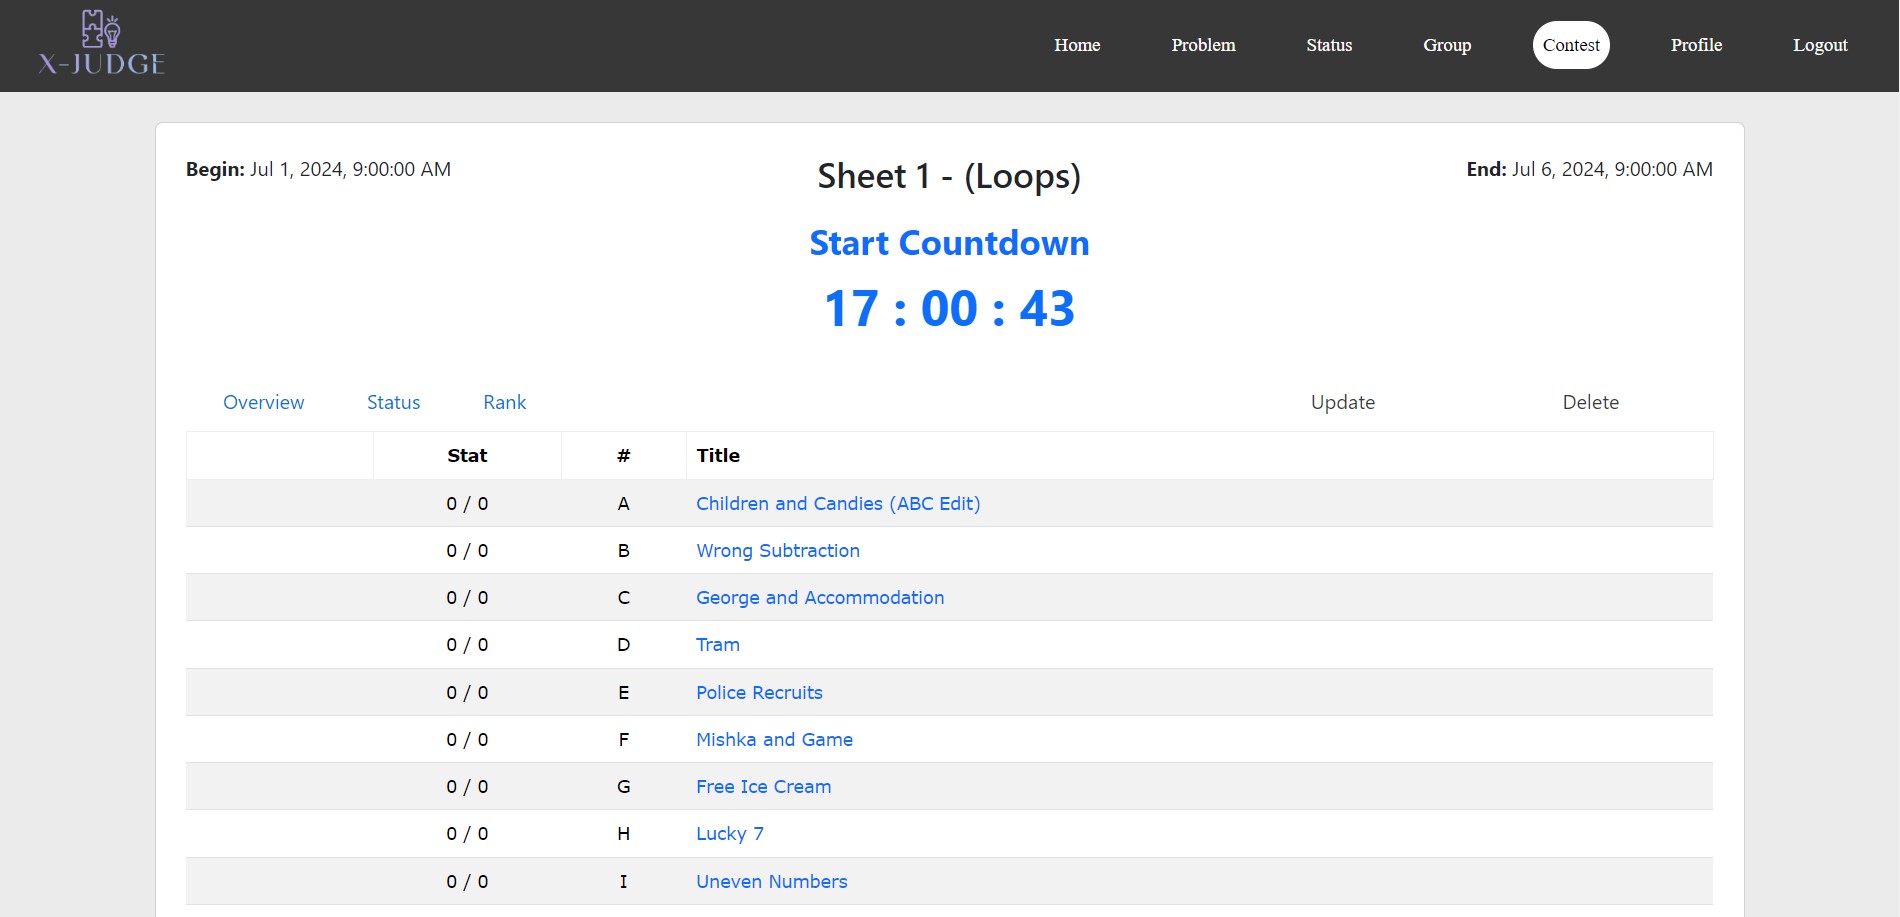 X-JUDGE
Home Problem Status Group Contest Profile Logout
Begin: Jul 1, 2024, 9:00:00 AM
Sheet 1 - (Loops)
End: Jul 6, 2024, 9:00:00 AM
Start Countdown
17 : 00 : 43
Overview Status Rank Update Delete
Stat # Title
0 / 0 A Children and Candies (ABC Edit)
0 / 0 B Wrong Subtraction
0 / 0 C George and Accommodation
0 / 0 D Tram
0 / 0 E Police Recruits
0 / 0 F Mishka and Game
0 / 0 G Free Ice Cream
0 / 0 H Lucky 7
0 / 0 I Uneven Numbers